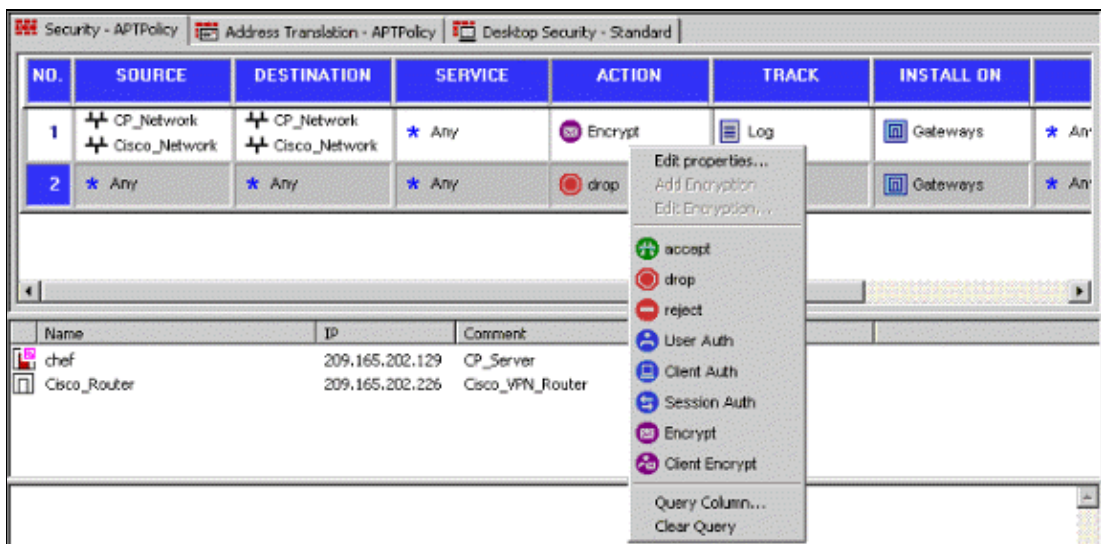 Security - APTPolicy Address Translation - APTPolicy Desktop Security - Standard
NO. SOURCE DESTINATION SERVICE ACTION TRACK INSTALL ON
1 CP_Network CP_Network * Any Encrypt Log Gateways * An
Cisco_Network Cisco_Network
2 * Any * Any * Any drop Gateways * An
Edit properties...
Add Encryption
Edit Encryption...
accept
drop
reject
User Auth
Client Auth
Session Auth
Encrypt
Client Encrypt
Query Column...
Clear Query
Name IP Comment
chef 209.165.202.129 CP_Server
Cisco_Router 209.165.202.226 Cisco_VPN_Router